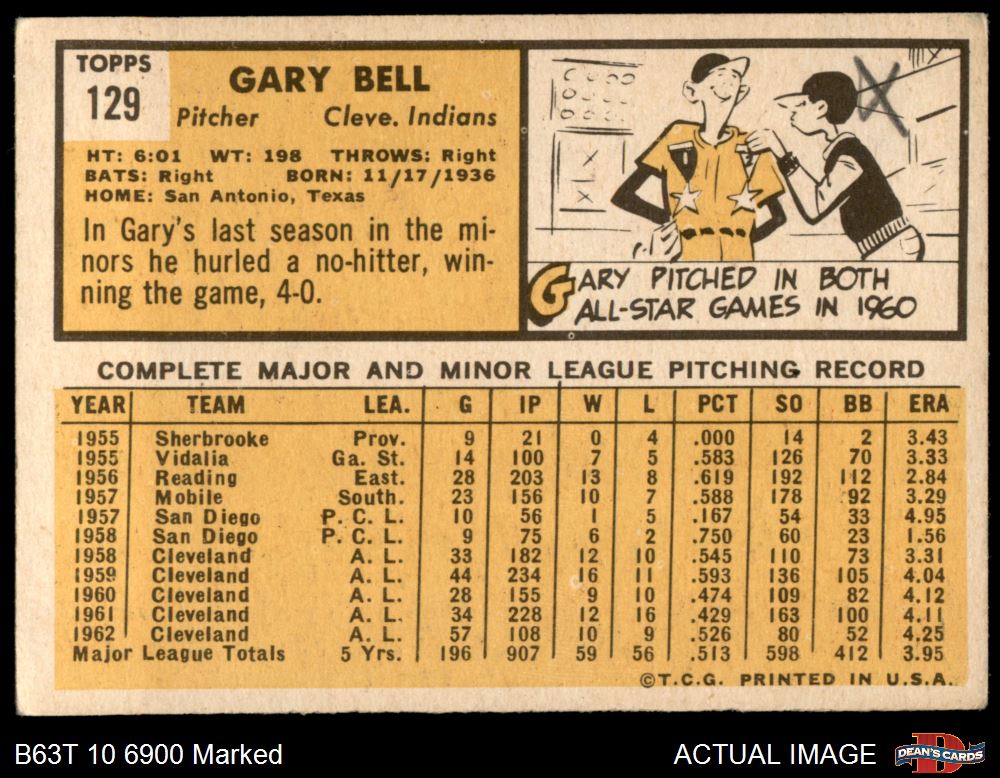 TOPPS
129
GARY BELL
Pitcher Cleve. Indians
HT: 6:01 WT: 198 THROWS: Right
BATS: Right BORN: 11/17/1936
HOME: San Antonio, Texas
In Gary's last season in the mi-
nors he hurled a no-hitter, win-
ning the game, 4-0.
GARY PITCHED IN BOTH
ALL-STAR GAMES IN 1960
COMPLETE MAJOR AND MINOR LEAGUE PITCHING RECORD
YEAR TEAM LEA. G IP W L PCT SO BB ERA
1955 Sherbrooke Prov. 9 21 0 4 .000 14 2 3.43
1955 Vidalia Ga. St. 14 100 7 5 .583 126 70 3.33
1956 Reading East. 28 203 13 8 .619 192 112 2.84
1957 Mobile South. 23 156 10 7 .588 178 92 3.29
1957 San Diego P. C. L. 10 56 1 5 .167 54 33 4.95
1958 San Diego P. C. L. 9 75 6 2 .750 60 23 1.56
1958 Cleveland A. L. 33 182 12 10 .545 110 73 3.31
1959 Cleveland A. L. 44 234 16 11 .593 136 105 4.04
1960 Cleveland A. L. 28 155 9 10 .474 109 82 4.12
1961 Cleveland A. L. 34 228 12 16 .429 163 100 4.11
1962 Cleveland A. L. 57 108 10 9 .526 80 52 4.25
Major League Totals 5 Yrs. 196 907 59 56 .513 598 412 3.95
©T.C.G. PRINTED IN U.S.A.
B63T 10 6900 Marked
ACTUAL IMAGE
DEAN'S CARDS